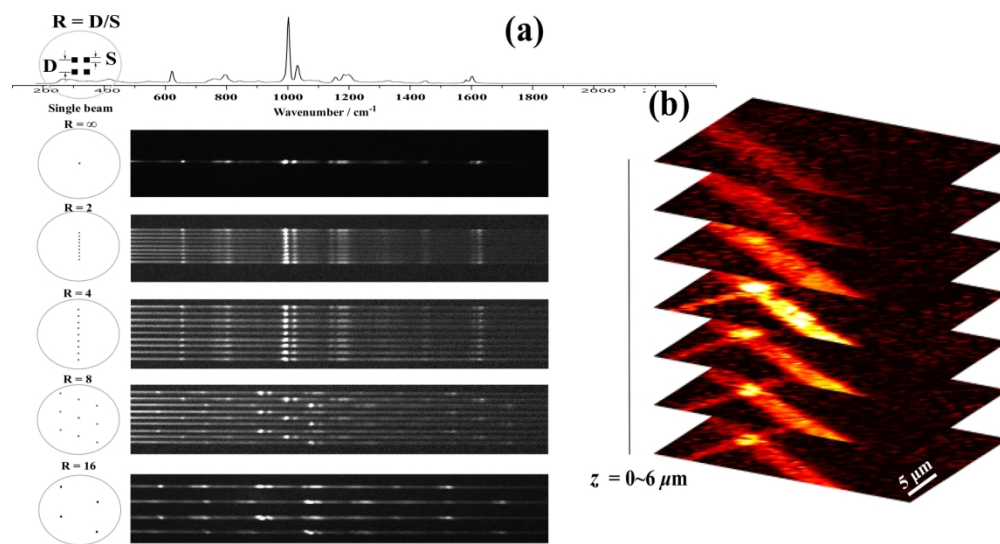 R = D/S
(a)
D
S
200
600
800
1000
1200
1400
1600
2000
Single beam
Wavenumber / cm-1
R = ∞
R = 2
R = 4
R = 8
R = 16
(b)
z = 0~6 μm
5 μm